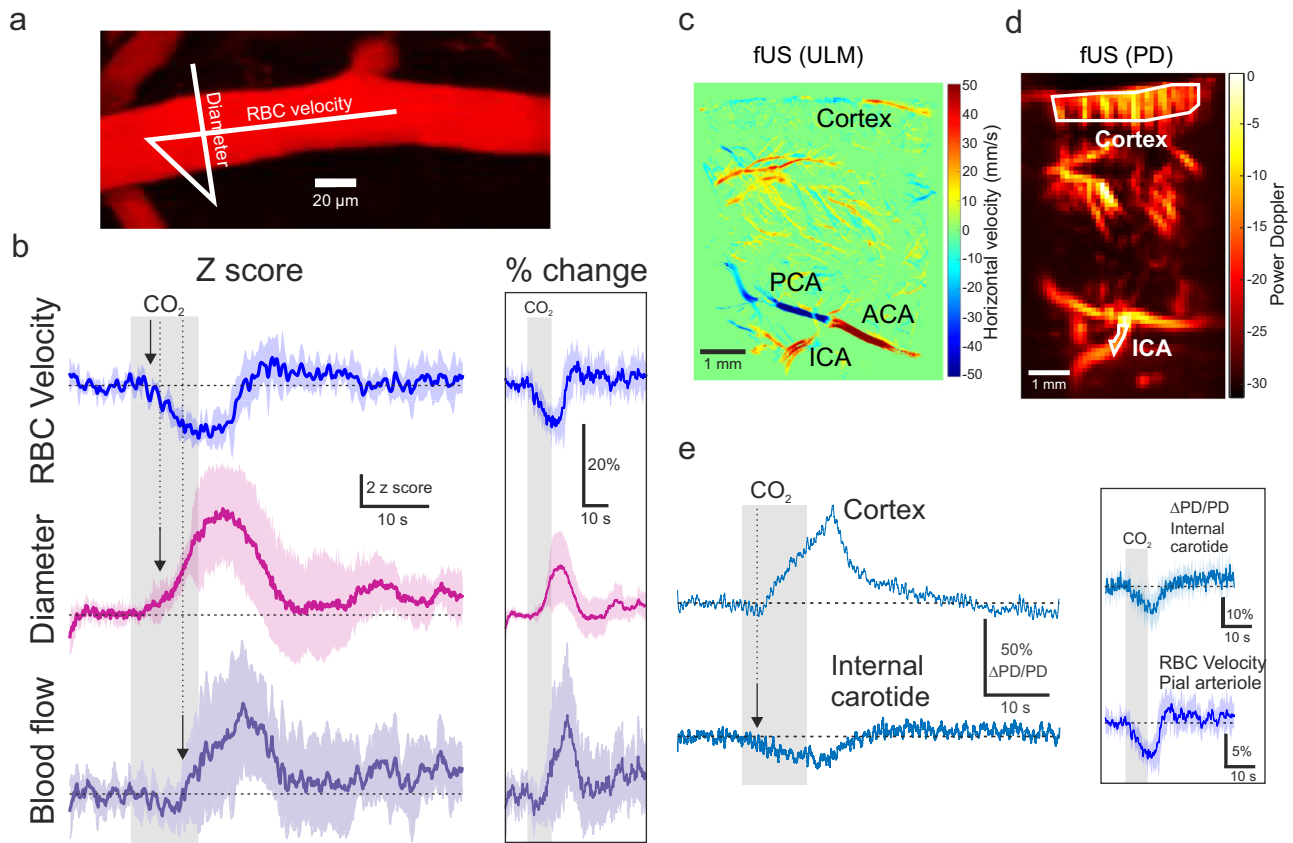 a
Diameter
RBC velocity
20 µm
b
Z score
% change
CO2
CO2
RBC Velocity
2 z score
10 s
20%
10 s
Diameter
Blood flow
c
fUS (ULM)
Cortex
PCA
ACA
ICA
1 mm
50
40
30
20
10
0
-10
-20
-30
-40
-50
Horizontal velocity (mm/s)
d
fUS (PD)
Cortex
ICA
1 mm
0
-5
-10
-15
-20
-25
-30
Power Doppler
e
CO2
Cortex
50%
ΔPD/PD
10 s
Internal
carotide
ΔPD/PD
Internal
carotide
CO2
10%
10 s
RBC Velocity
Pial arteriole
5%
10 s